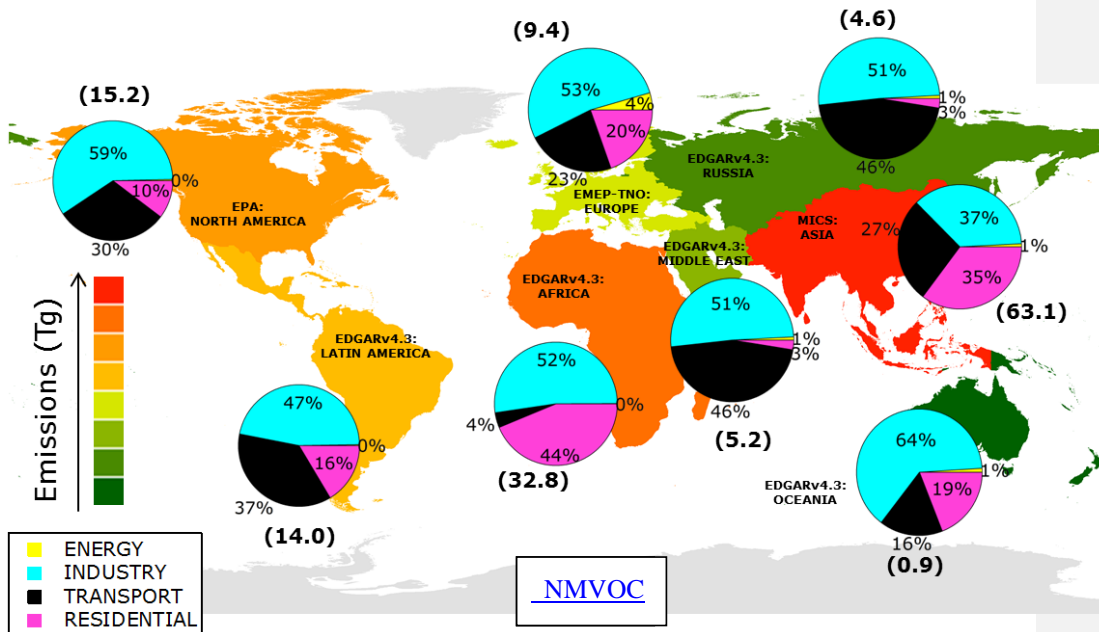 (15.2)
59%
0%
10%
30%
EPA:
NORTH AMERICA
(9.4)
53%
4%
20%
23%
EMEP-TNO:
EUROPE
(4.6)
51%
1%
3%
46%
EDGARv4.3:
RUSSIA
MICS:
ASIA
37%
27%
1%
35%
(63.1)
EDGARv4.3:
MIDDLE EAST
51%
1%
3%
46%
(5.2)
EDGARv4.3:
AFRICA
52%
0%
4%
44%
(32.8)
EDGARv4.3:
LATIN AMERICA
47%
0%
16%
37%
(14.0)
64%
1%
19%
16%
(0.9)
EDGARv4.3:
OCEANIA
Emissions (Tg)
ENERGY
INDUSTRY
TRANSPORT
RESIDENTIAL
NMVOC